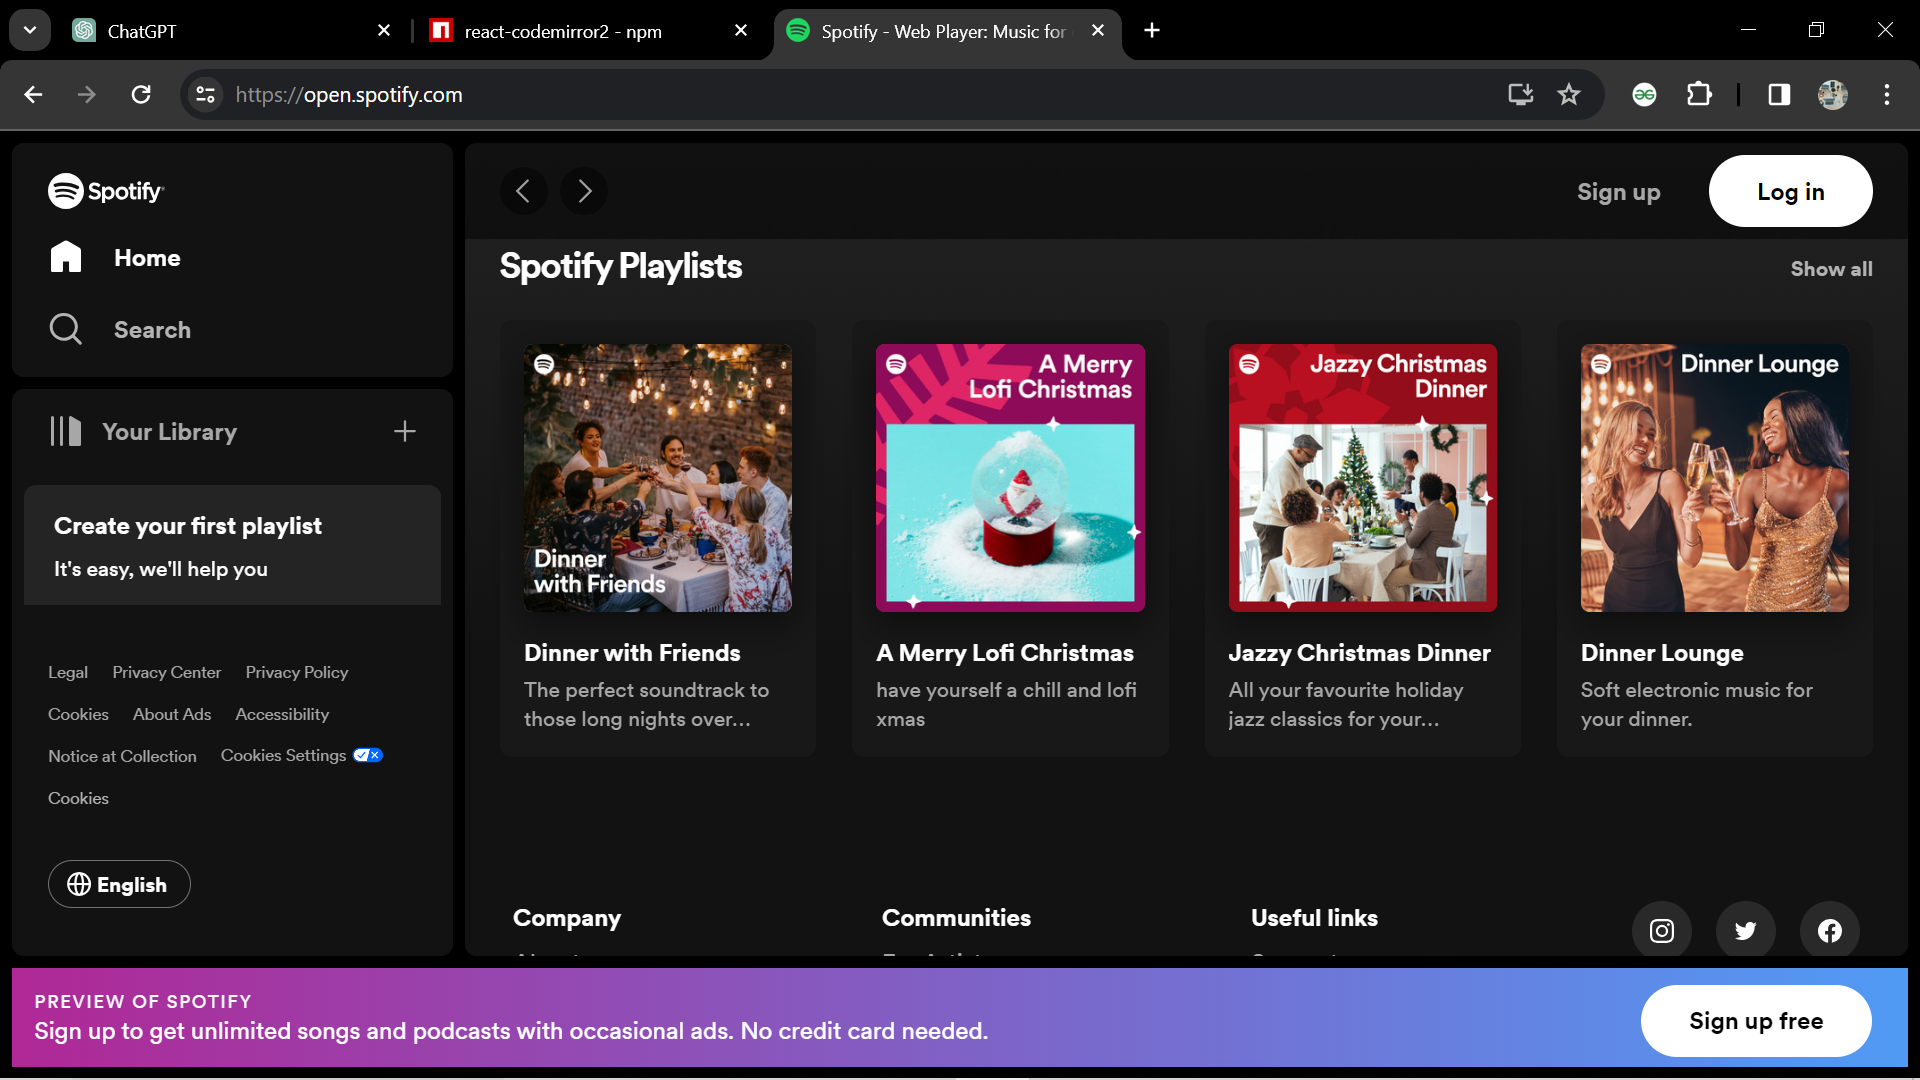 ChatGPT
react-codemirror2 - npm
Spotify - Web Player: Music for
https://open.spotify.com
Spotify
Home
Search
Your Library
Create your first playlist
It's easy, we'll help you
Legal Privacy Center Privacy Policy
Cookies About Ads Accessibility
Notice at Collection Cookies Settings
Cookies
English
Sign up
Log in
Spotify Playlists
Show all
Dinner
with Friends
Dinner with Friends
The perfect soundtrack to
those long nights over...
A Merry
Lofi Christmas
A Merry Lofi Christmas
have yourself a chill and lofi
xmas
Jazzy Christmas
Dinner
Jazzy Christmas Dinner
All your favourite holiday
jazz classics for your...
Dinner Lounge
Dinner Lounge
Soft electronic music for
your dinner.
Company
Communities
Useful links
PREVIEW OF SPOTIFY
Sign up to get unlimited songs and podcasts with occasional ads. No credit card needed.
Sign up free